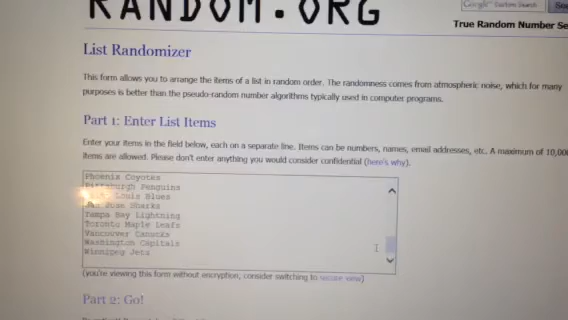 RANDOM.ORG
Google Custom Search
True Random Number Se
List Randomizer
This form allows you to arrange the items of a list in random order. The randomness comes from atmospheric noise, which for many
purposes is better than the pseudo-random number algorithms typically used in computer programs.
Part 1: Enter List Items
Enter your items in the field below, each on a separate line. Items can be numbers, names, email addresses, etc. A maximum of 10,00
items are allowed. Please don't enter anything you would consider confidential (here's why).
Phoenix Coyotes
Pittsburgh Penguins
Louis Blues
Jose Sharks
Tampa Bay Lightning
Toronto Maple Leafs
Vancouver Canucks
Washington Capitals
Winnipeg Jets
(you're viewing this form without encryption, consider switching to secure view)
Part 2: Go!